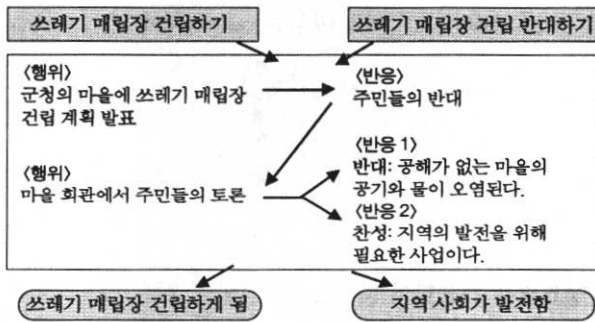 쓰레기 매립장 건립하기
쓰레기 매립장 건립 반대하기
〈행위〉
군청의 마을에 쓰레기 매립장
건립 계획 발표
〈반응〉
주민들의 반대
〈행위〉
마을 회관에서 주민들의 토론
〈반응 1〉
반대: 공해가 없는 마을의
공기와 물이 오염된다.
〈반응 2〉
찬성: 지역의 발전을 위해
필요한 사업이다.
쓰레기 매립장 건립하게 됨
지역 사회가 발전함